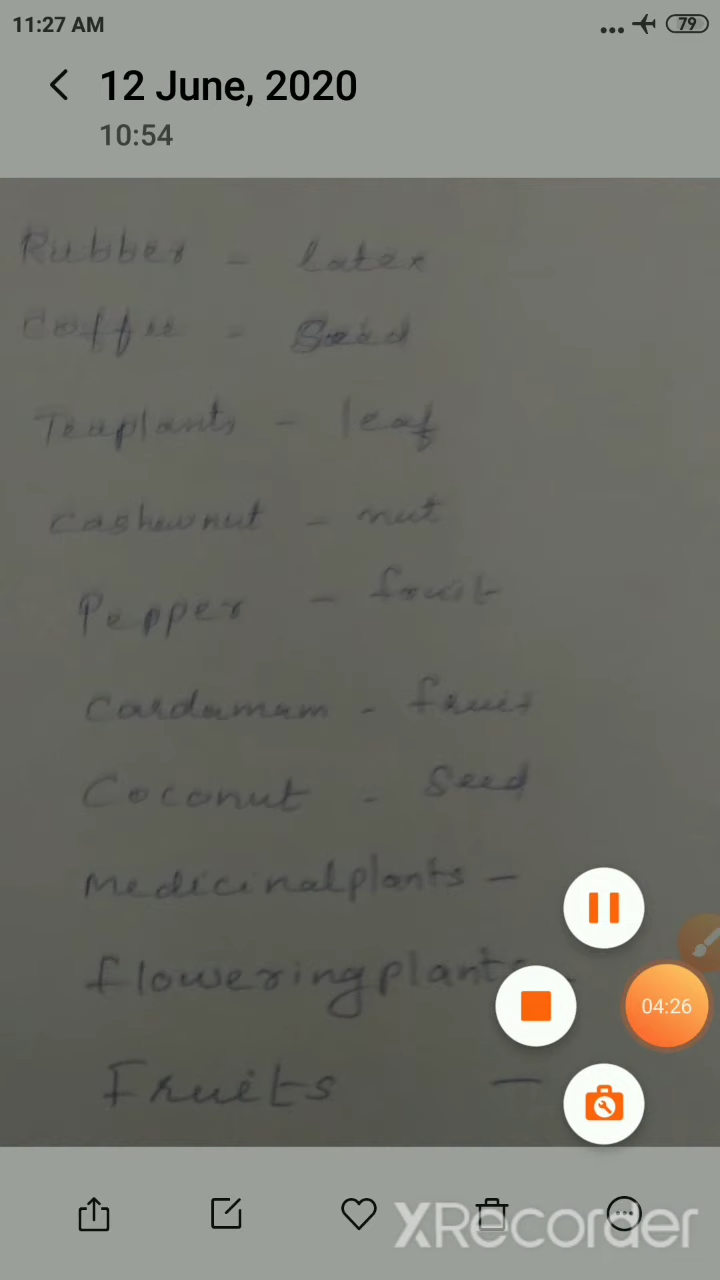 11:27 AM
79
12 June, 2020
10:54
Rubber - latex
Coffee - Seed
Teaplants - leaf
Cashewnut - nut
Pepper - fruit
Cardamam - fruit
Coconut - Seed
Medicinalplants -
floweringplants -
04:26
Fruits -
XRecorder